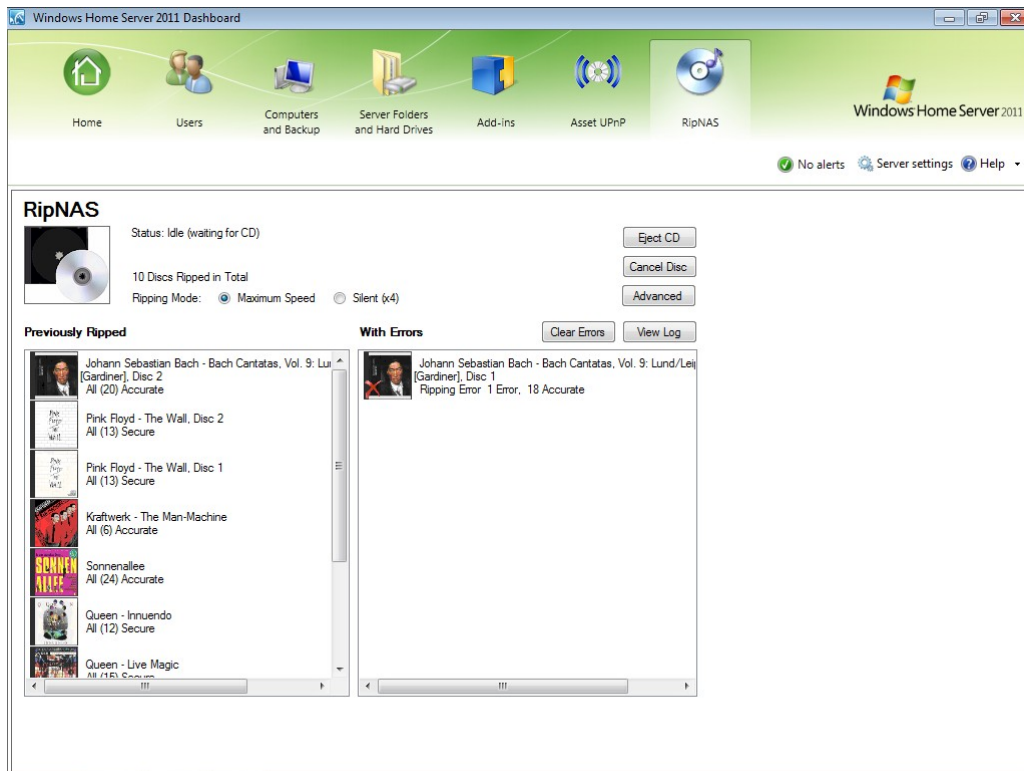 Windows Home Server 2011 Dashboard
Home
Users
Computers
and Backup
Server Folders
and Hard Drives
Add-ins
Asset UPnP
RipNAS
Windows Home Server 2011
No alerts
Server settings
Help
RipNAS
Status: Idle (waiting for CD)
Eject CD
Cancel Disc
10 Discs Ripped in Total
Ripping Mode:
Maximum Speed
Silent (x4)
Advanced
Previously Ripped
With Errors
Clear Errors
View Log
Johann Sebastian Bach - Bach Cantatas, Vol. 9: Lu
[Gardiner], Disc 2
All (20) Accurate
Pink Floyd - The Wall, Disc 2
All (13) Secure
Pink Floyd - The Wall, Disc 1
All (13) Secure
Kraftwerk - The Man-Machine
All (6) Accurate
SONNEN
ALLEE
Sonnenallee
All (24) Accurate
Queen - Innuendo
All (12) Secure
Queen - Live Magic
All (15) Secure
Johann Sebastian Bach - Bach Cantatas, Vol. 9: Lund/Lei
[Gardiner], Disc 1
Ripping Error 1 Error, 18 Accurate